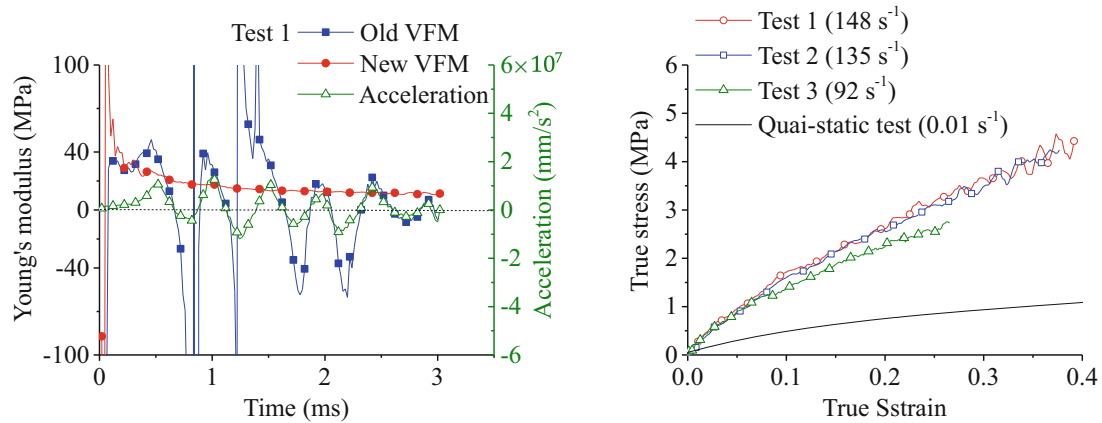 Test 1
Old VFM
New VFM
Acceleration
100
40
0
-40
-100
Young's modulus (MPa)
0
1
2
3
Time (ms)
6×10⁷
4
2
0
-2
-4
-6
Acceleration (mm/s²)
Test 1 (148 s⁻¹)
Test 2 (135 s⁻¹)
Test 3 (92 s⁻¹)
Quai-static test (0.01 s⁻¹)
6
5
4
3
2
1
0
True stress (MPa)
0.0
0.1
0.2
0.3
0.4
True Sstrain